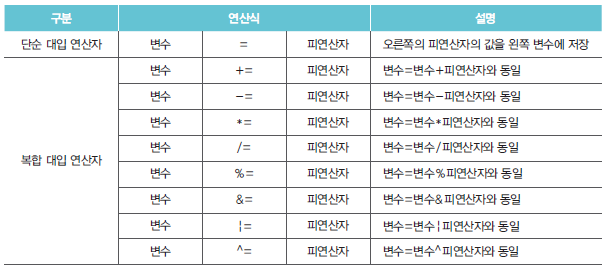 구분 연산식 설명
단순 대입 연산자 변수 = 피연산자 오른쪽의 피연산자의 값을 왼쪽 변수에 저장
변수 += 피연산자 변수=변수+피연산자와 동일
변수 -= 피연산자 변수=변수-피연산자와 동일
변수 *= 피연산자 변수=변수*피연산자와 동일
변수 /= 피연산자 변수=변수/피연산자와 동일
복합 대입 연산자
변수 %= 피연산자 변수=변수%피연산자와 동일
변수 &= 피연산자 변수=변수&피연산자와 동일
변수 ¦= 피연산자 변수=변수¦피연산자와 동일
변수 ^= 피연산자 변수=변수^피연산자와 동일